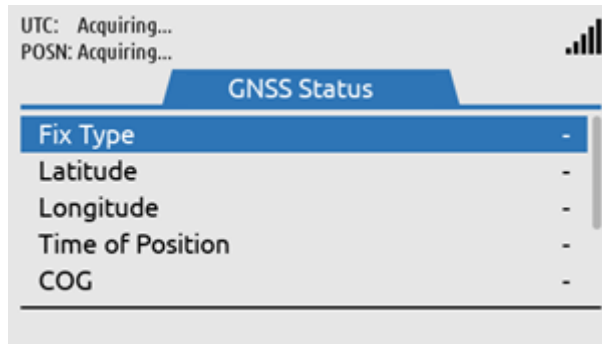 UTC: Acquiring...
POSN: Acquiring...
GNSS Status
Fix Type -
Latitude -
Longitude -
Time of Position -
COG -